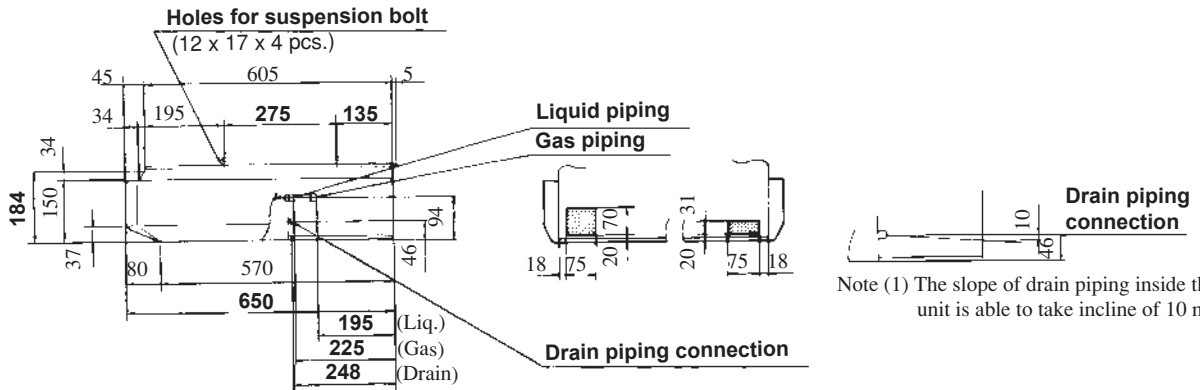 Holes for suspension bolt
(12 x 17 x 4 pcs.)
45
605
5
34
195
275
135
Liquid piping
Gas piping
34
184
150
94
37
46
80
570
650
195 (Liq.)
225 (Gas)
248 (Drain)
70
31
20
20
18
75
75
18
Drain piping connection
10
46
Drain piping
connection
Note (1) The slope of drain piping inside th
unit is able to take incline of 10 m